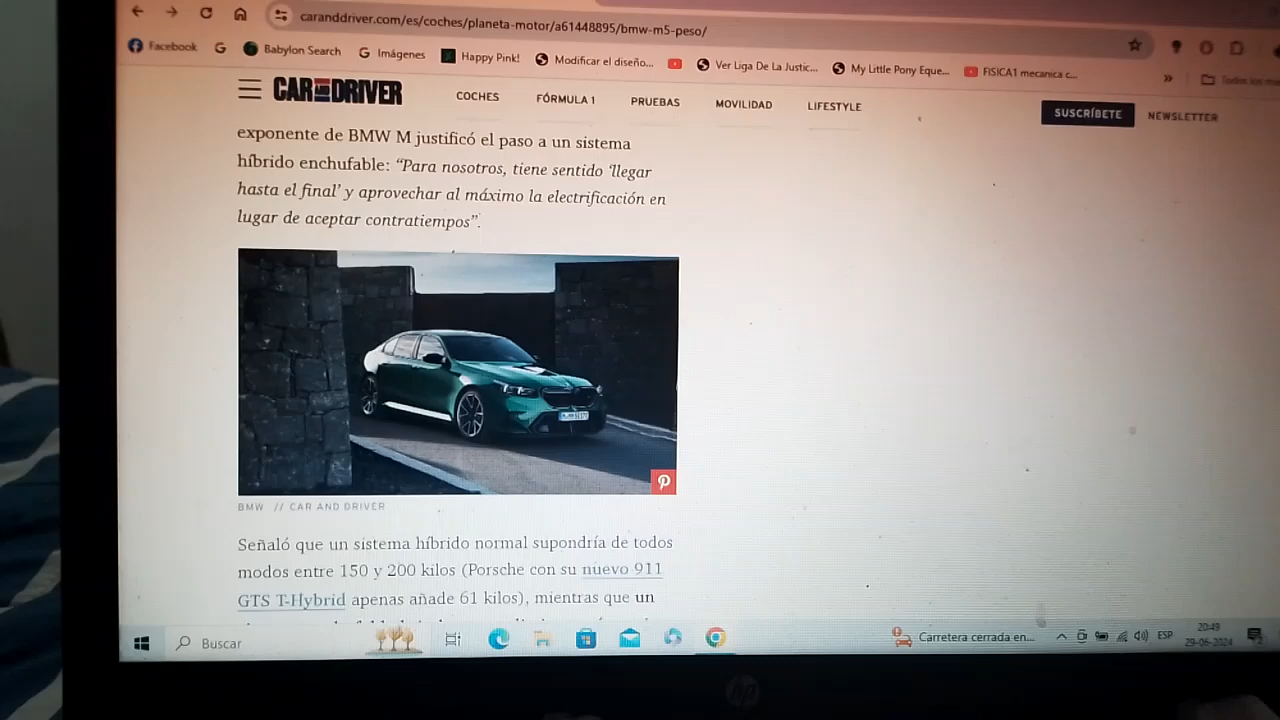 caranddriver.com/es/coches/planeta-motor/a61448895/bmw-m5-peso/
Facebook
Babylon Search
Imágenes
Happy Pink!
Modificar el diseño...
Ver Liga De La Justic...
My Little Pony Eque...
FISICA1 mecanica c...
»
CAR AND DRIVER
COCHES
FÓRMULA 1
PRUEBAS
MOVILIDAD
LIFESTYLE
SUSCRÍBETE
NEWSLETTER
exponente de BMW M justificó el paso a un sistema
híbrido enchufable: “Para nosotros, tiene sentido ‘llegar
hasta el final’ y aprovechar al máximo la electrificación en
lugar de aceptar contratiempos”.
BMW // CAR AND DRIVER
Señaló que un sistema híbrido normal supondría de todos
modos entre 150 y 200 kilos (Porsche con su nuevo 911
GTS T-Hybrid apenas añade 61 kilos), mientras que un
Buscar
Carretera cerrada en...
ESP
20:49
29-06-2024
hp